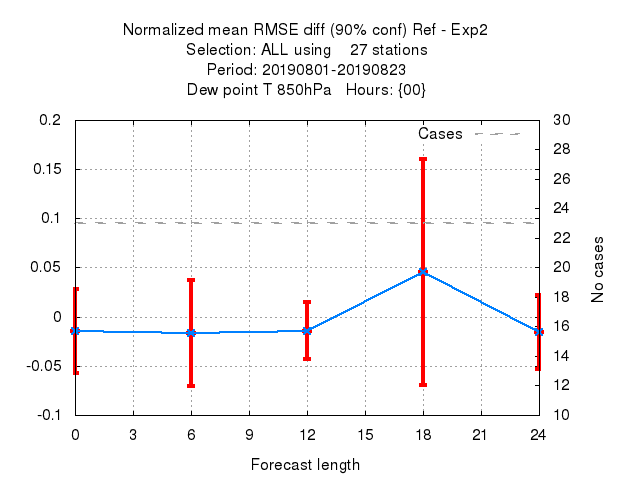 Normalized mean RMSE diff (90% conf) Ref - Exp2
Selection: ALL using    27 stations
Period: 20190801-20190823
Dew point T 850hPa   Hours: {00}
Cases
0.2
0.15
0.1
0.05
0
-0.05
-0.1
30
28
26
24
22
20
18
16
14
12
10
No cases
0 3 6 9 12 15 18 21 24
Forecast length